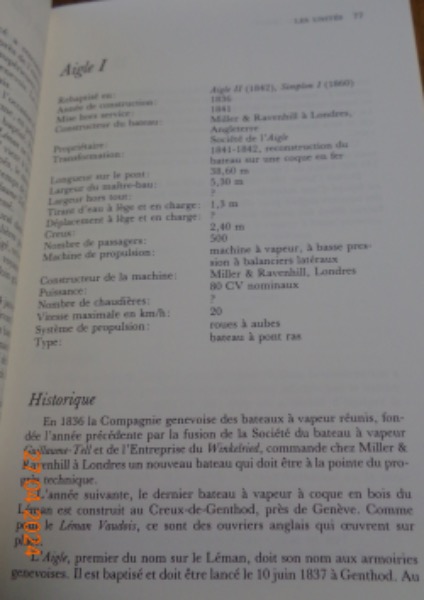 LES UNITÉS 77
Aigle I
Rebaptisé en: Aigle II (1842), Simplon I (1860)
Année de construction: 1836
Mise hors service: 1841
Constructeur du bateau: Miller & Ravenhill à Londres,
Angleterre
Propriétaire: Société de l'Aigle
Transformation: 1841-1842, reconstruction du
bateau sur une coque en fer
Longueur sur le pont: 38,60 m
Largeur du maître-bau: 5,30 m
Largeur hors tout: ?
Tirant d'eau à lège et en charge: 1,3 m
Déplacement à lège et en charge: ?
Creux: 2,40 m
Nombre de passagers: 500
Machine de propulsion: machine à vapeur, à basse pres-
sion à balanciers latéraux
Constructeur de la machine: Miller & Ravenhill, Londres
Puissance: 80 CV nominaux
Nombre de chaudières: ?
Vitesse maximale en km/h: 20
Système de propulsion: roues à aubes
Type: bateau à pont ras
Historique
En 1836 la Compagnie genevoise des bateaux à vapeur réunis, fon-
dée l'année précédente par la fusion de la Société du bateau à vapeur
Guillaume-Tell et de l'Entreprise du Winkelried, commande chez Miller &
Ravenhill à Londres un nouveau bateau qui doit être à la pointe du pro-
grès technique.
L'année suivante, le dernier bateau à vapeur à coque en bois du
Léman est construit au Creux-de-Genthod, près de Genève. Comme
pour le Léman Vaudois, ce sont des ouvriers anglais qui œuvrent sur
L'Aigle, premier du nom sur le Léman, doit son nom aux armoiries
genevoises. Il est baptisé et doit être lancé le 10 juin 1837 à Genthod. Au